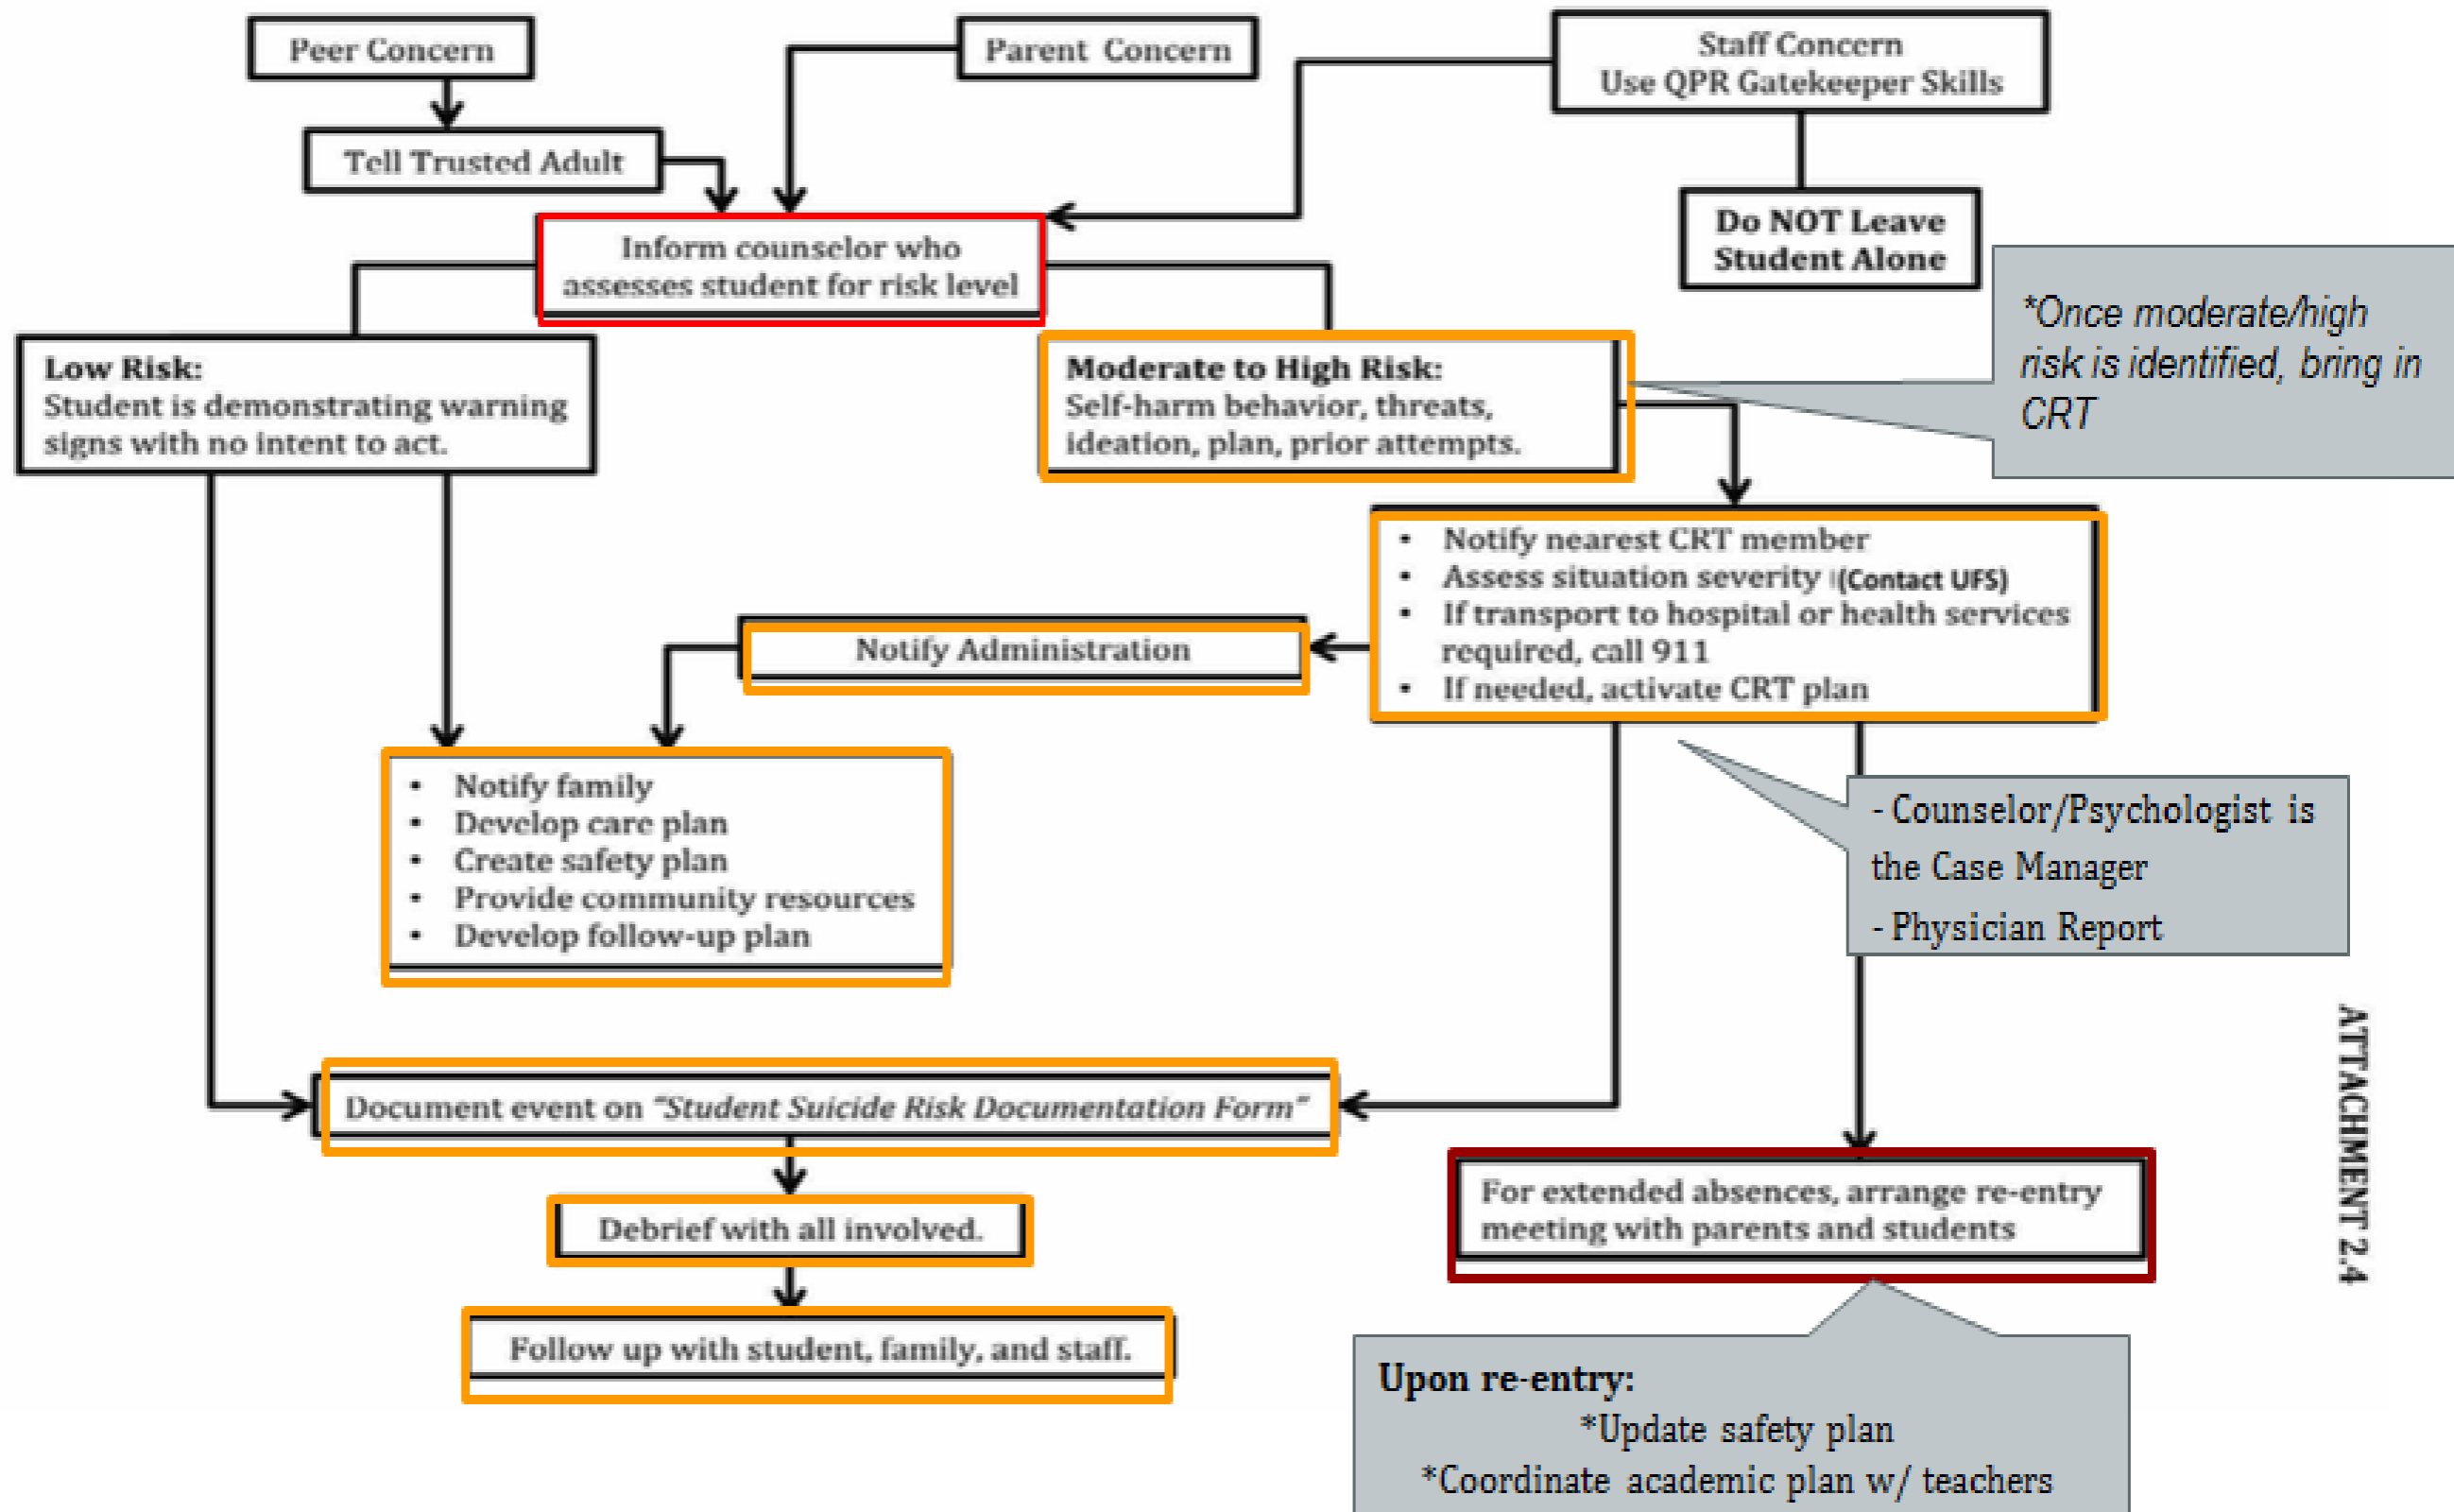 Peer Concern
Parent Concern
Staff Concern
Use QPR Gatekeeper Skills
Tell Trusted Adult
Do NOT Leave
Student Alone
Inform counselor who
assesses student for risk level
*Once moderate/high
risk is identified, bring in
CRT
Low Risk:
Student is demonstrating warning
signs with no intent to act.
Moderate to High Risk:
Self-harm behavior, threats,
ideation, plan, prior attempts.
• Notify nearest CRT member
• Assess situation severity (Contact UFS)
• If transport to hospital or health services
required, call 911
• If needed, activate CRT plan
Notify Administration
• Notify family
• Develop care plan
• Create safety plan
• Provide community resources
• Develop follow-up plan
- Counselor/Psychologist is
the Case Manager
- Physician Report
Document event on "Student Suicide Risk Documentation Form"
Debrief with all involved.
Follow up with student, family, and staff.
For extended absences, arrange re-entry
meeting with parents and students
ATTACHMENT 2.4
Upon re-entry:
*Update safety plan
*Coordinate academic plan w/ teachers